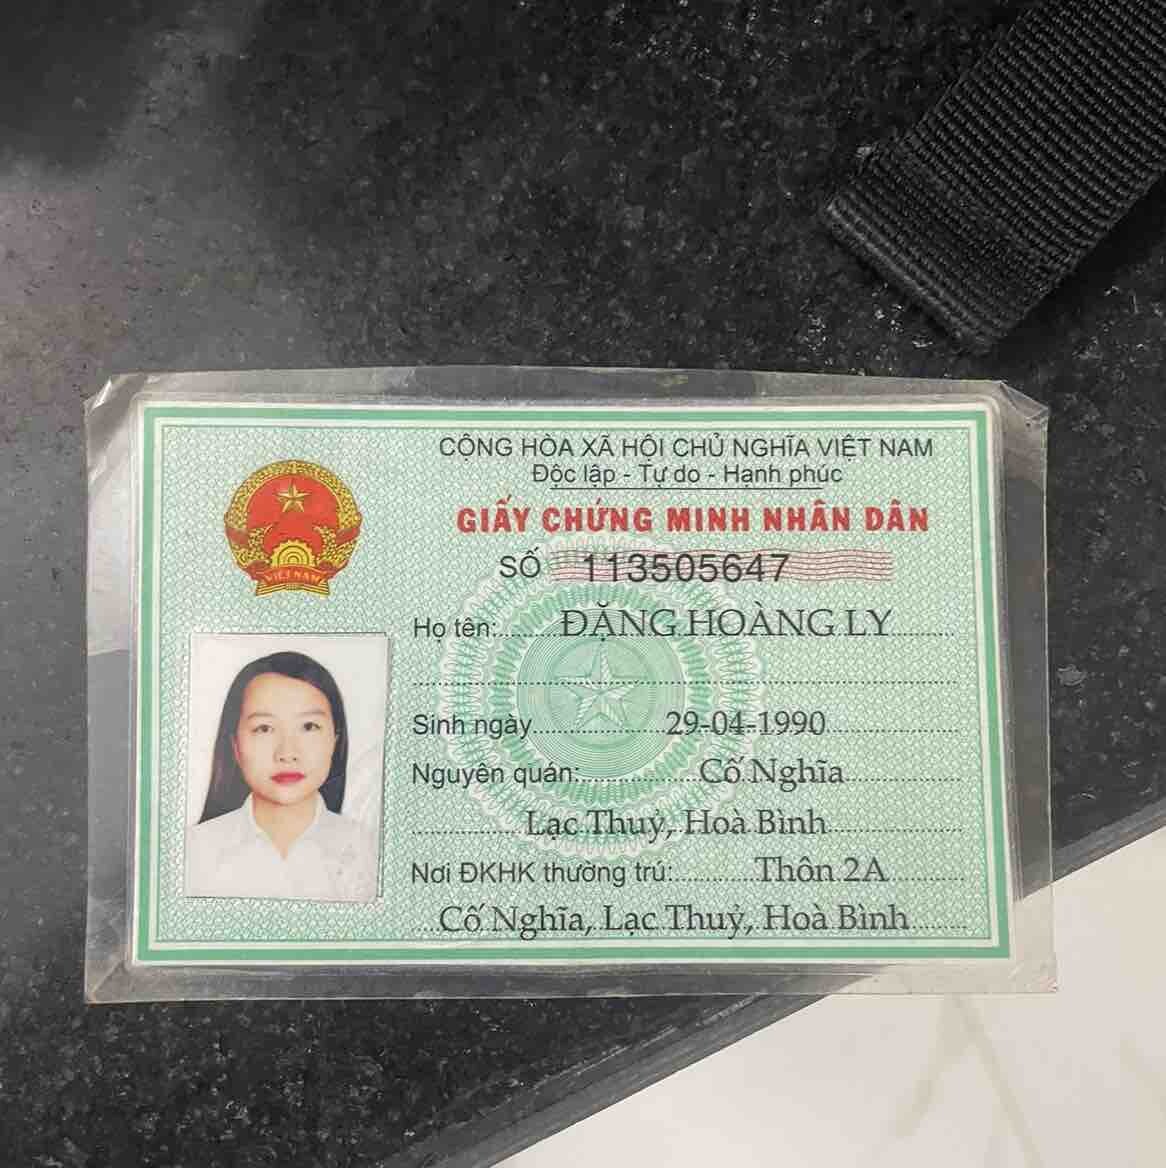 CỘNG HÒA XÃ HỘI CHỦ NGHĨA VIỆT NAM
Độc lập - Tự do - Hạnh phúc
GIẤY CHỨNG MINH NHÂN DÂN
SỐ 113505647
VIỆT NAM
Họ tên: ĐẶNG HOÀNG LY
Sinh ngày 29-04-1990
Nguyên quán: Cố Nghĩa
Lạc Thuỷ, Hoà Bình
Nơi ĐKHK thường trú: Thôn 2A
Cố Nghĩa, Lạc Thuỷ, Hoà Bình